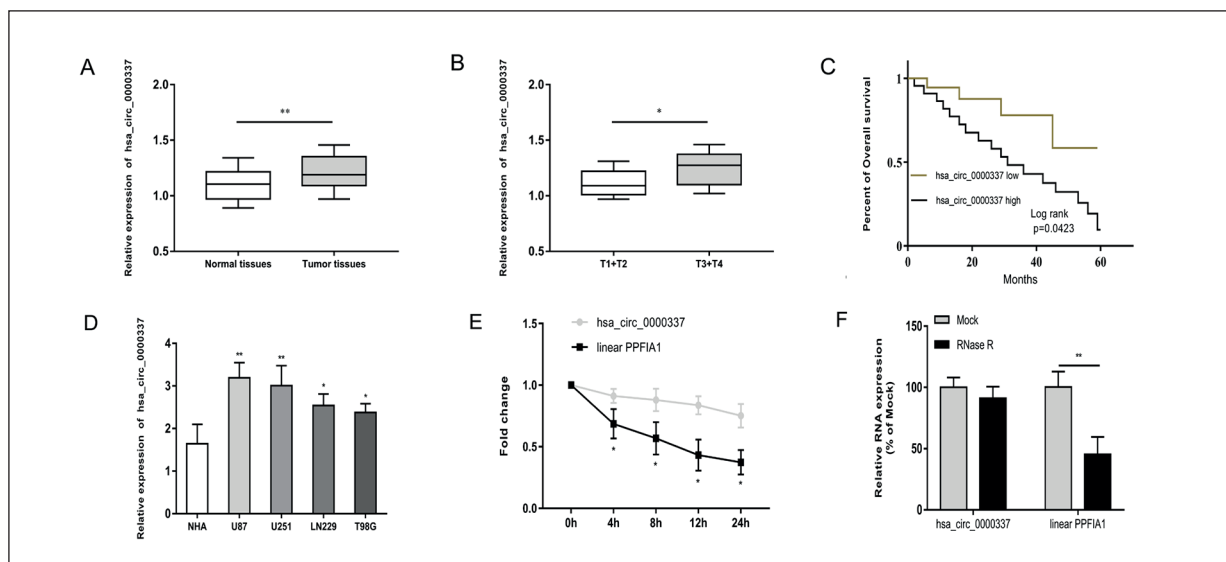 A
Relative expression of hsa_circ_0000337
2.0
1.5
1.0
0.5
**
Normal tissues
Tumor tissues
B
Relative expression of hsa_circ_0000337
2.0
1.5
1.0
0.5
*
T1+T2
T3+T4
C
Percent of Overall survival
1
0.5
0
hsa_circ_0000337 low
hsa_circ_0000337 high
Log rank
p=0.0423
0
20
40
60
Months
D
Relative expression of hsa_circ_0000337
4
3
2
1
0
**
**
*
*
NHA
U87
U251
LN229
T98G
E
Fold change
1.5
1.0
0.5
0.0
hsa_circ_0000337
linear PPFIA1
*
*
*
*
0h
4h
8h
12h
24h
F
Relative RNA expression
(% of Mock)
150
100
50
0
Mock
RNase R
**
hsa_circ_0000337
linear PPFIA1